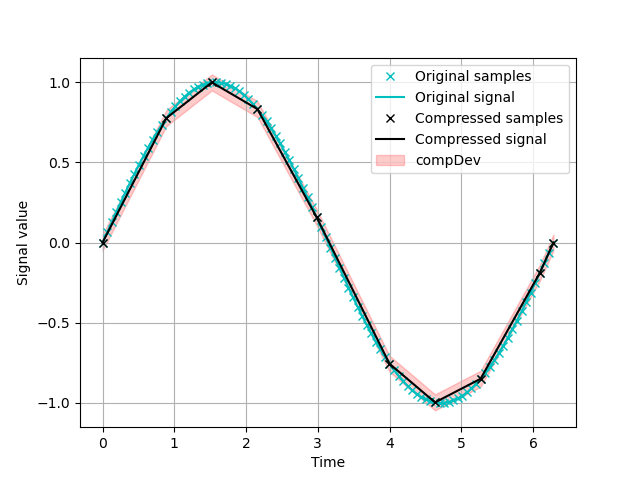 Original samples
Original signal
Compressed samples
Compressed signal
compDev
1.0
0.5
0.0
−0.5
−1.0
Signal value
0 1 2 3 4 5 6
Time